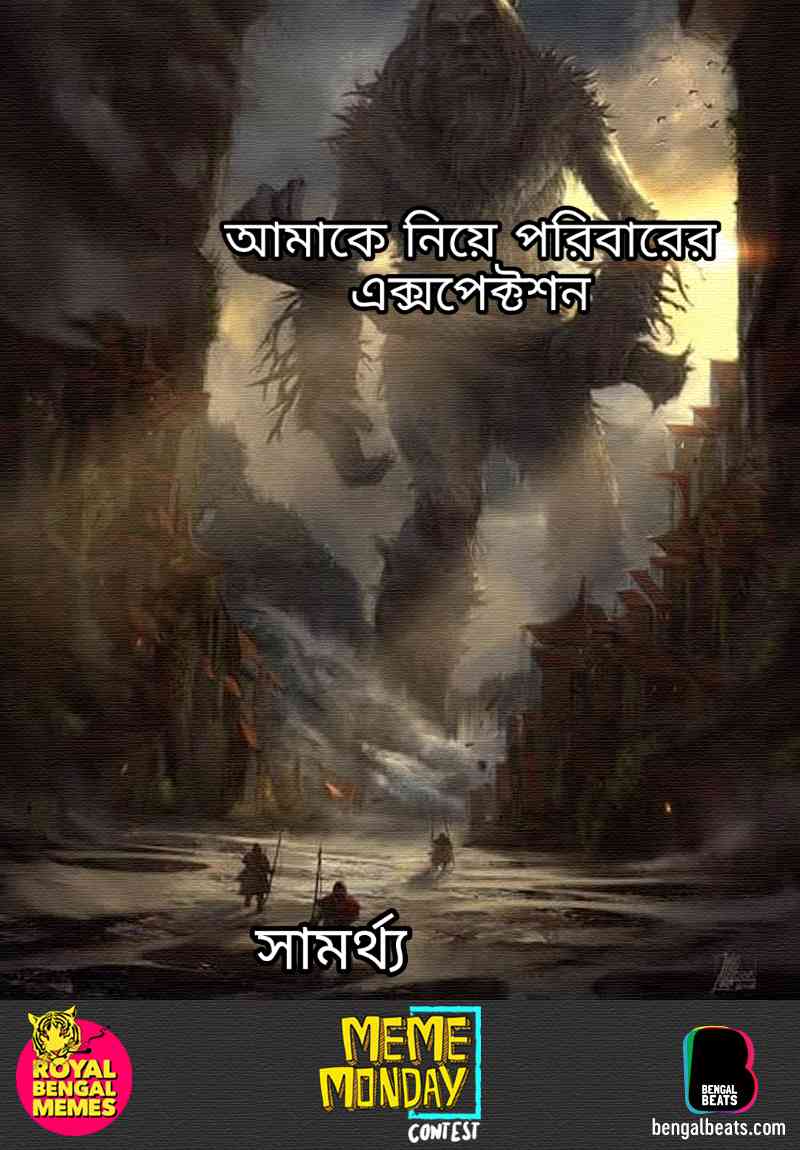 আমাকে নিয়ে পরিবারের
এক্সপেক্টশন
সামর্থ্য
ROYAL
BENGAL
MEMES
MEME
MONDAY
CONTEST
BENGAL
BEATS
bengalbeats.com